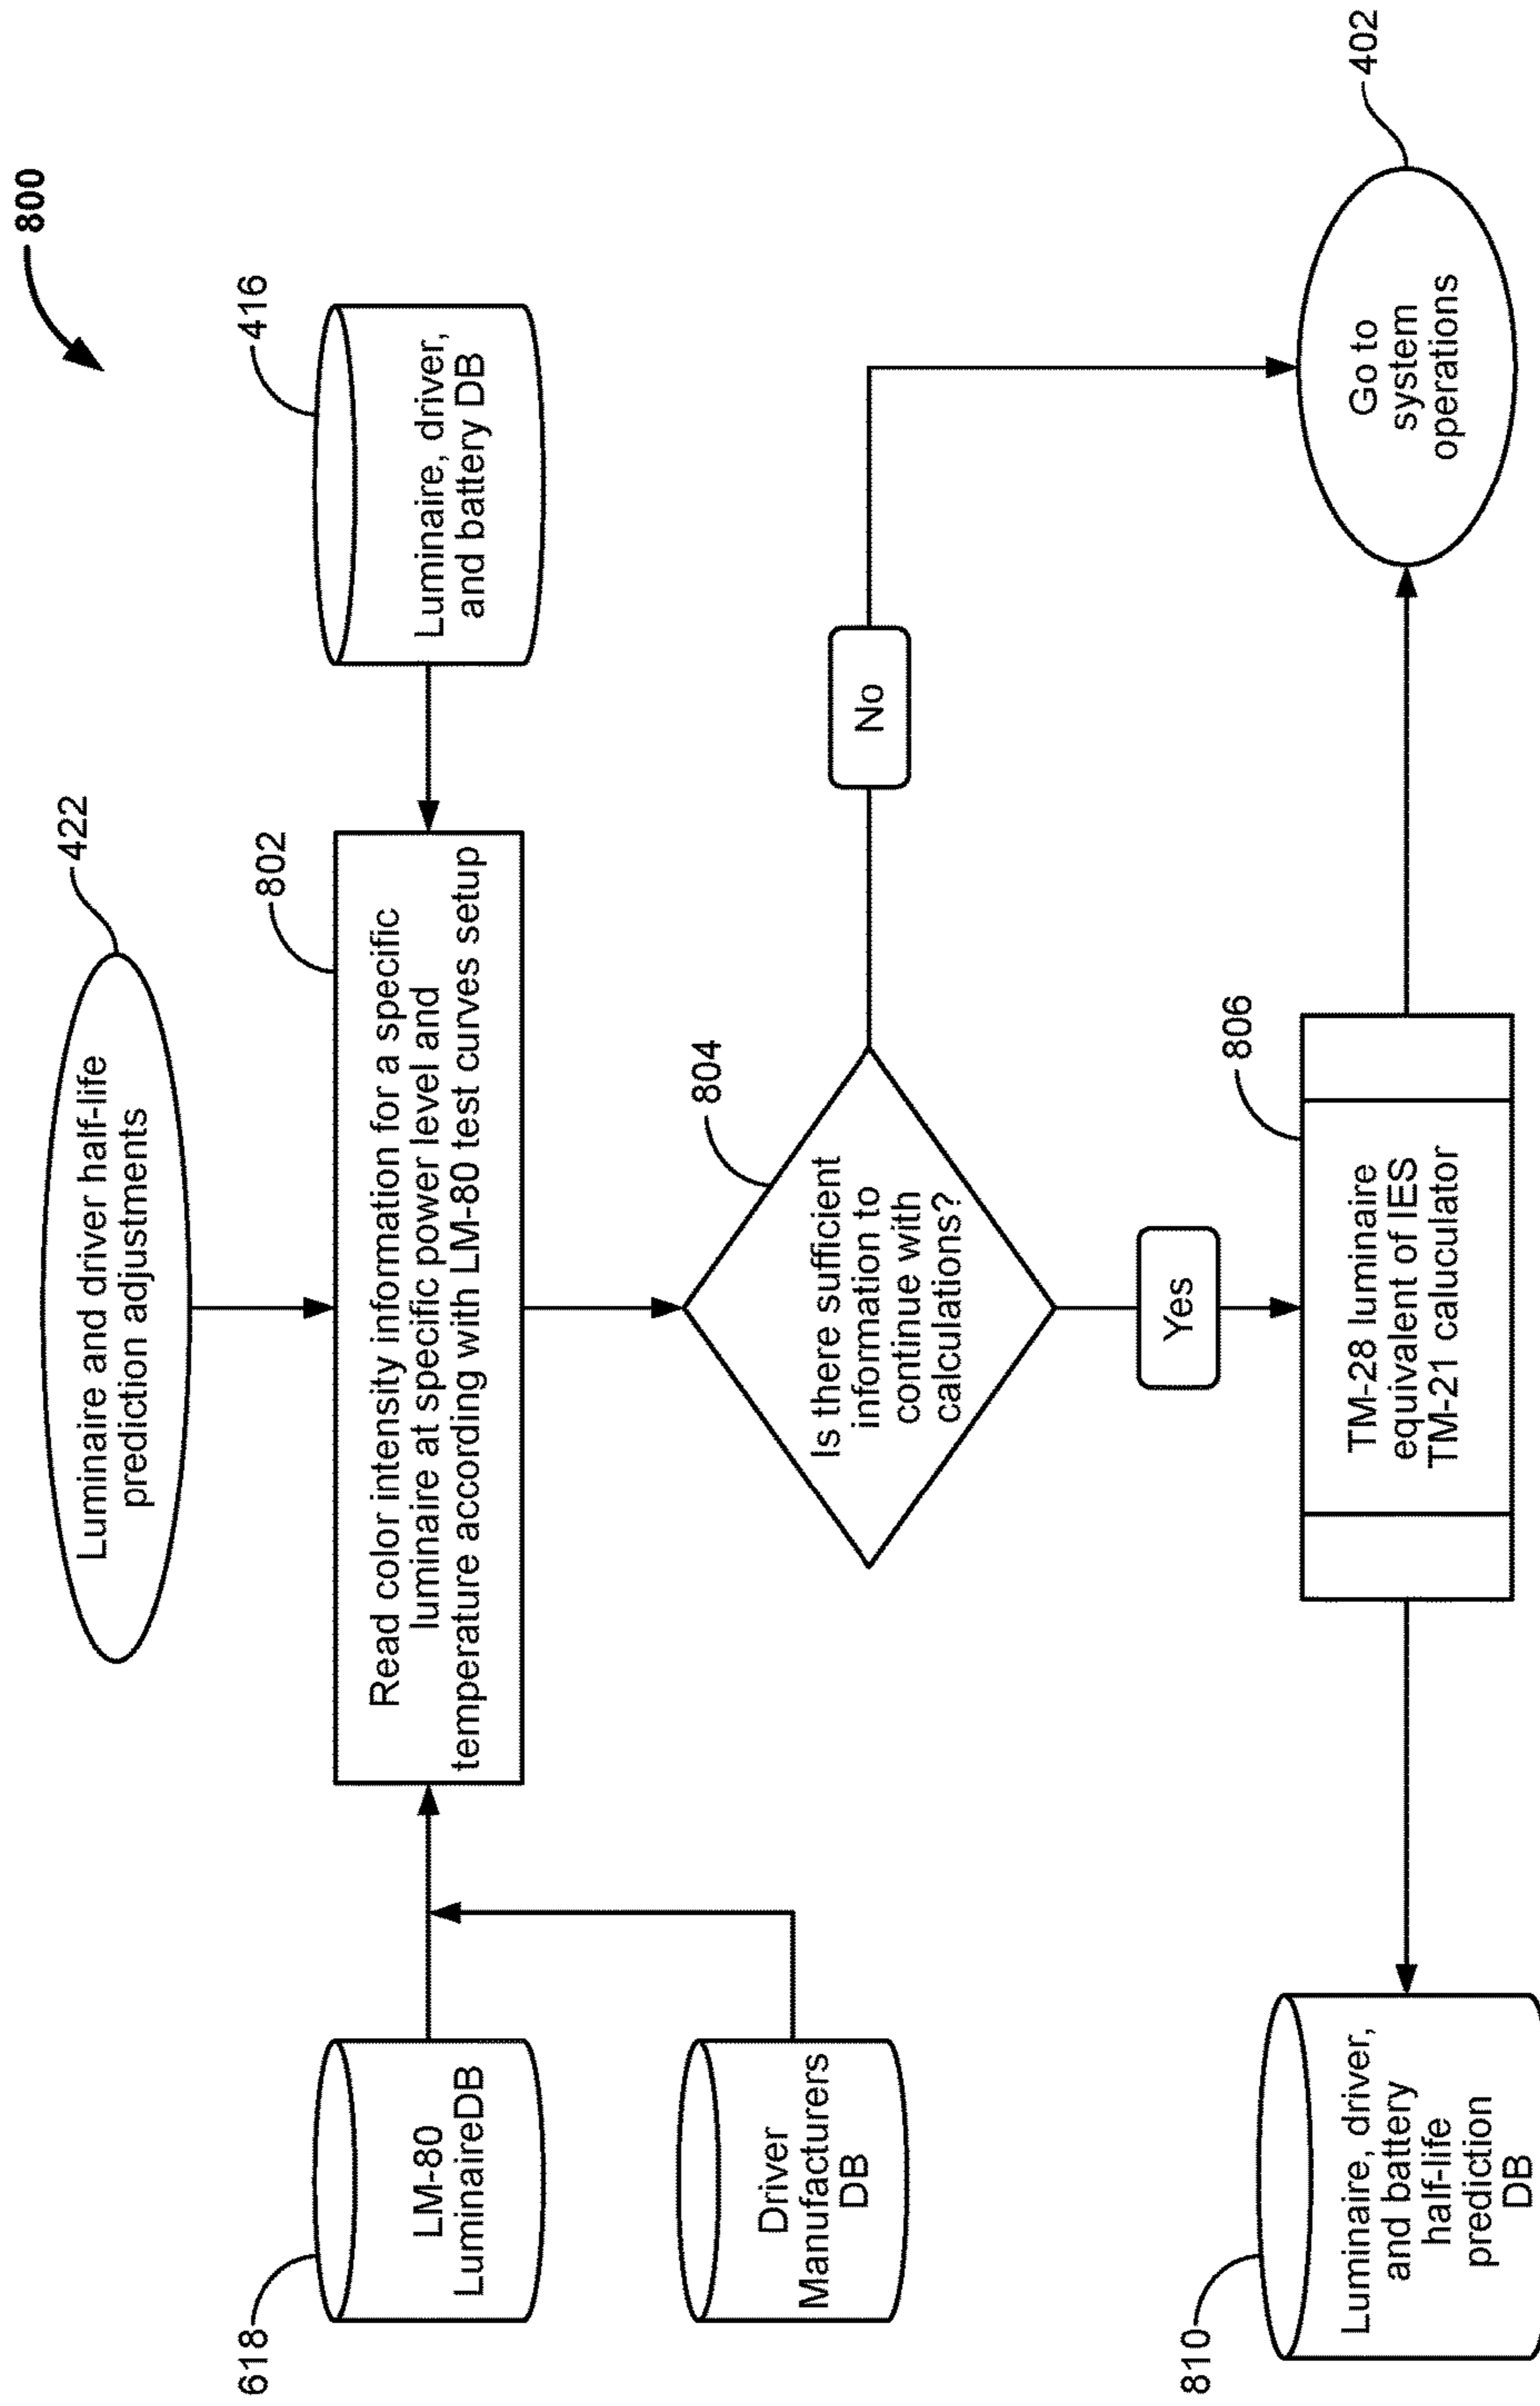 800
422
Luminaire and driver half-life
prediction adjustments
618
LM-80
LuminaireDB
802
Read color intensity information for a specific
luminaire at specific power level and
temperature according with LM-80 test curves setup
416
Luminaire, driver,
and battery DB
Driver
Manufacturers
DB
804
Is there sufficient
information to
continue with
calculations?
No
Yes
810
Luminaire, driver,
and battery
half-life
prediction
DB
806
TM-28 luminaire
equivalent of IES
TM-21 caluculator
402
Go to
system
operations